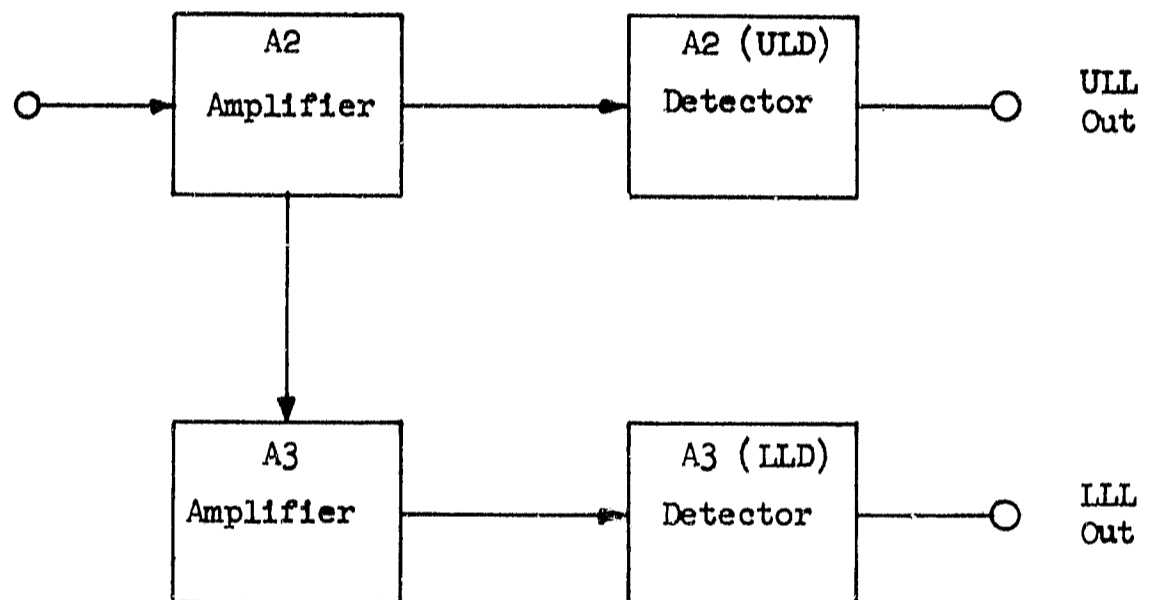 A2
Amplifier
A2 (ULD)
Detector
ULL
Out
A3
Amplifier
A3 (LLD)
Detector
LLL
Out